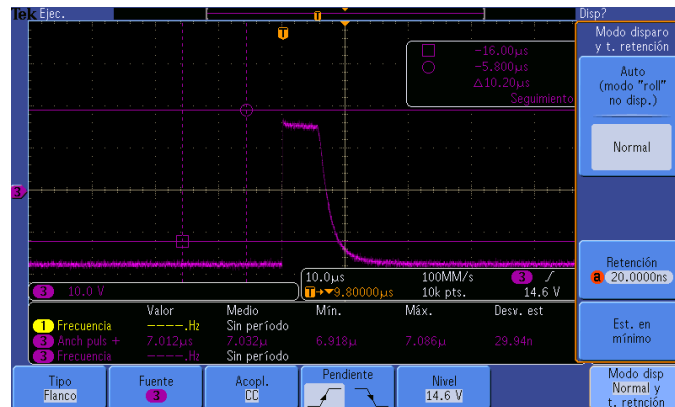 Tek Ejec.
T
Disp?
T
Modo disparo
y t. retención
-16.00µs
-5.800µs
△10.20µs
Seguimiento
Auto
(modo "roll"
no disp.)
Normal
3
3 10.0 V
10.0µs 100MM/s 3
T→▼9.80000µs 10k pts. 14.6 V
Retención
a 20.0000ns
Valor Medio Mín. Máx. Desv. est
1 Frecuencia ----.Hz Sin período
3 Anch puls + 7.012µs 7.032µ 6.918µ 7.086µ 29.94n
3 Frecuencia ----.Hz Sin período
Est. en
mínimo
Tipo
Flanco
Fuente
3
Acopl.
CC
Pendiente
Nivel
14.6 V
Modo disp
Normal y
t. retnción